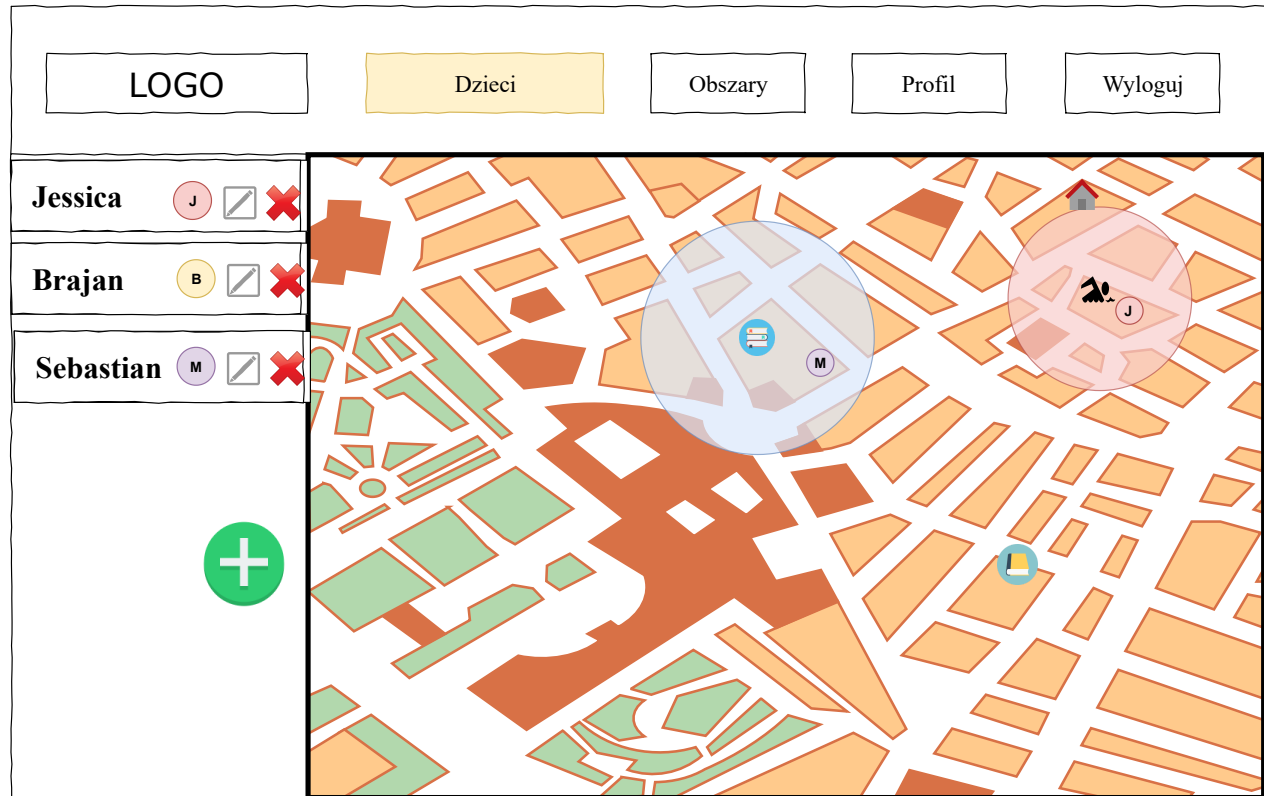 LOGO
Dzieci
Obszary
Profil
Wyloguj
Jessica
J
Brajan
B
Sebastian
M
J
M